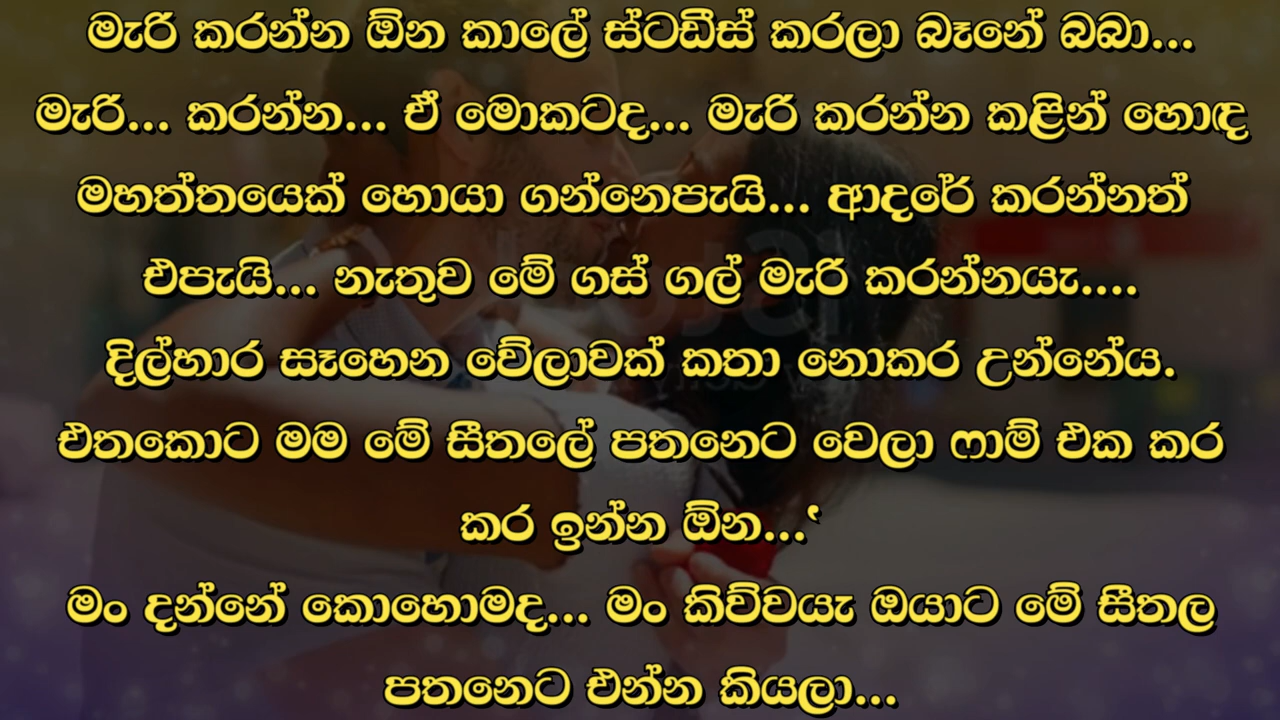 මැරි කරන්න ඕන කාලේ ස්ටඩීස් කරලා බෑනේ බබා...
මැරි... කරන්න... ඒ මොකටද... මැරි කරන්න කළින් හොඳ
මහත්තයෙක් හොයා ගන්නෙපැයි... ආදරේ කරන්නත්
එපැයි... නැතුව මේ ගස් ගල් මැරි කරන්නයැ....
දිල්හාර සෑහෙන වේලාවක් කතා නොකර උන්නේය.
එතකොට මම මේ සීතලේ පතනෙට වෙලා ෆාම් එක කර
කර ඉන්න ඕන...‛
මං දන්නේ කොහොමද... මං කිව්වයැ ඔයාට මේ සීතල
පතනෙට එන්න කියලා...